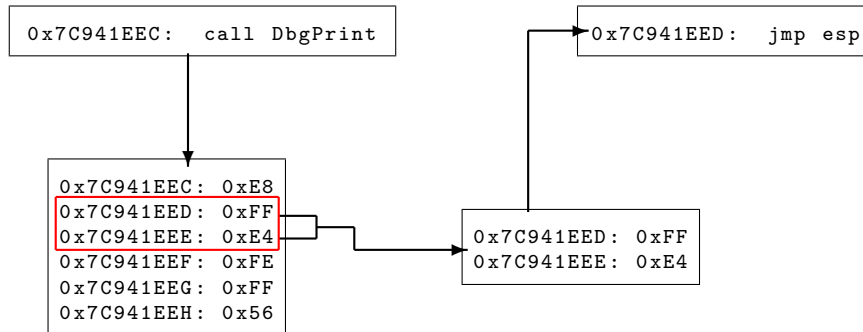 0x7C941EEC: call DbgPrint
0x7C941EED: jmp esp
0x7C941EEC: 0xE8
0x7C941EED: 0xFF
0x7C941EEE: 0xE4
0x7C941EEF: 0xFE
0x7C941EEG: 0xFF
0x7C941EEH: 0x56
0x7C941EED: 0xFF
0x7C941EEE: 0xE4